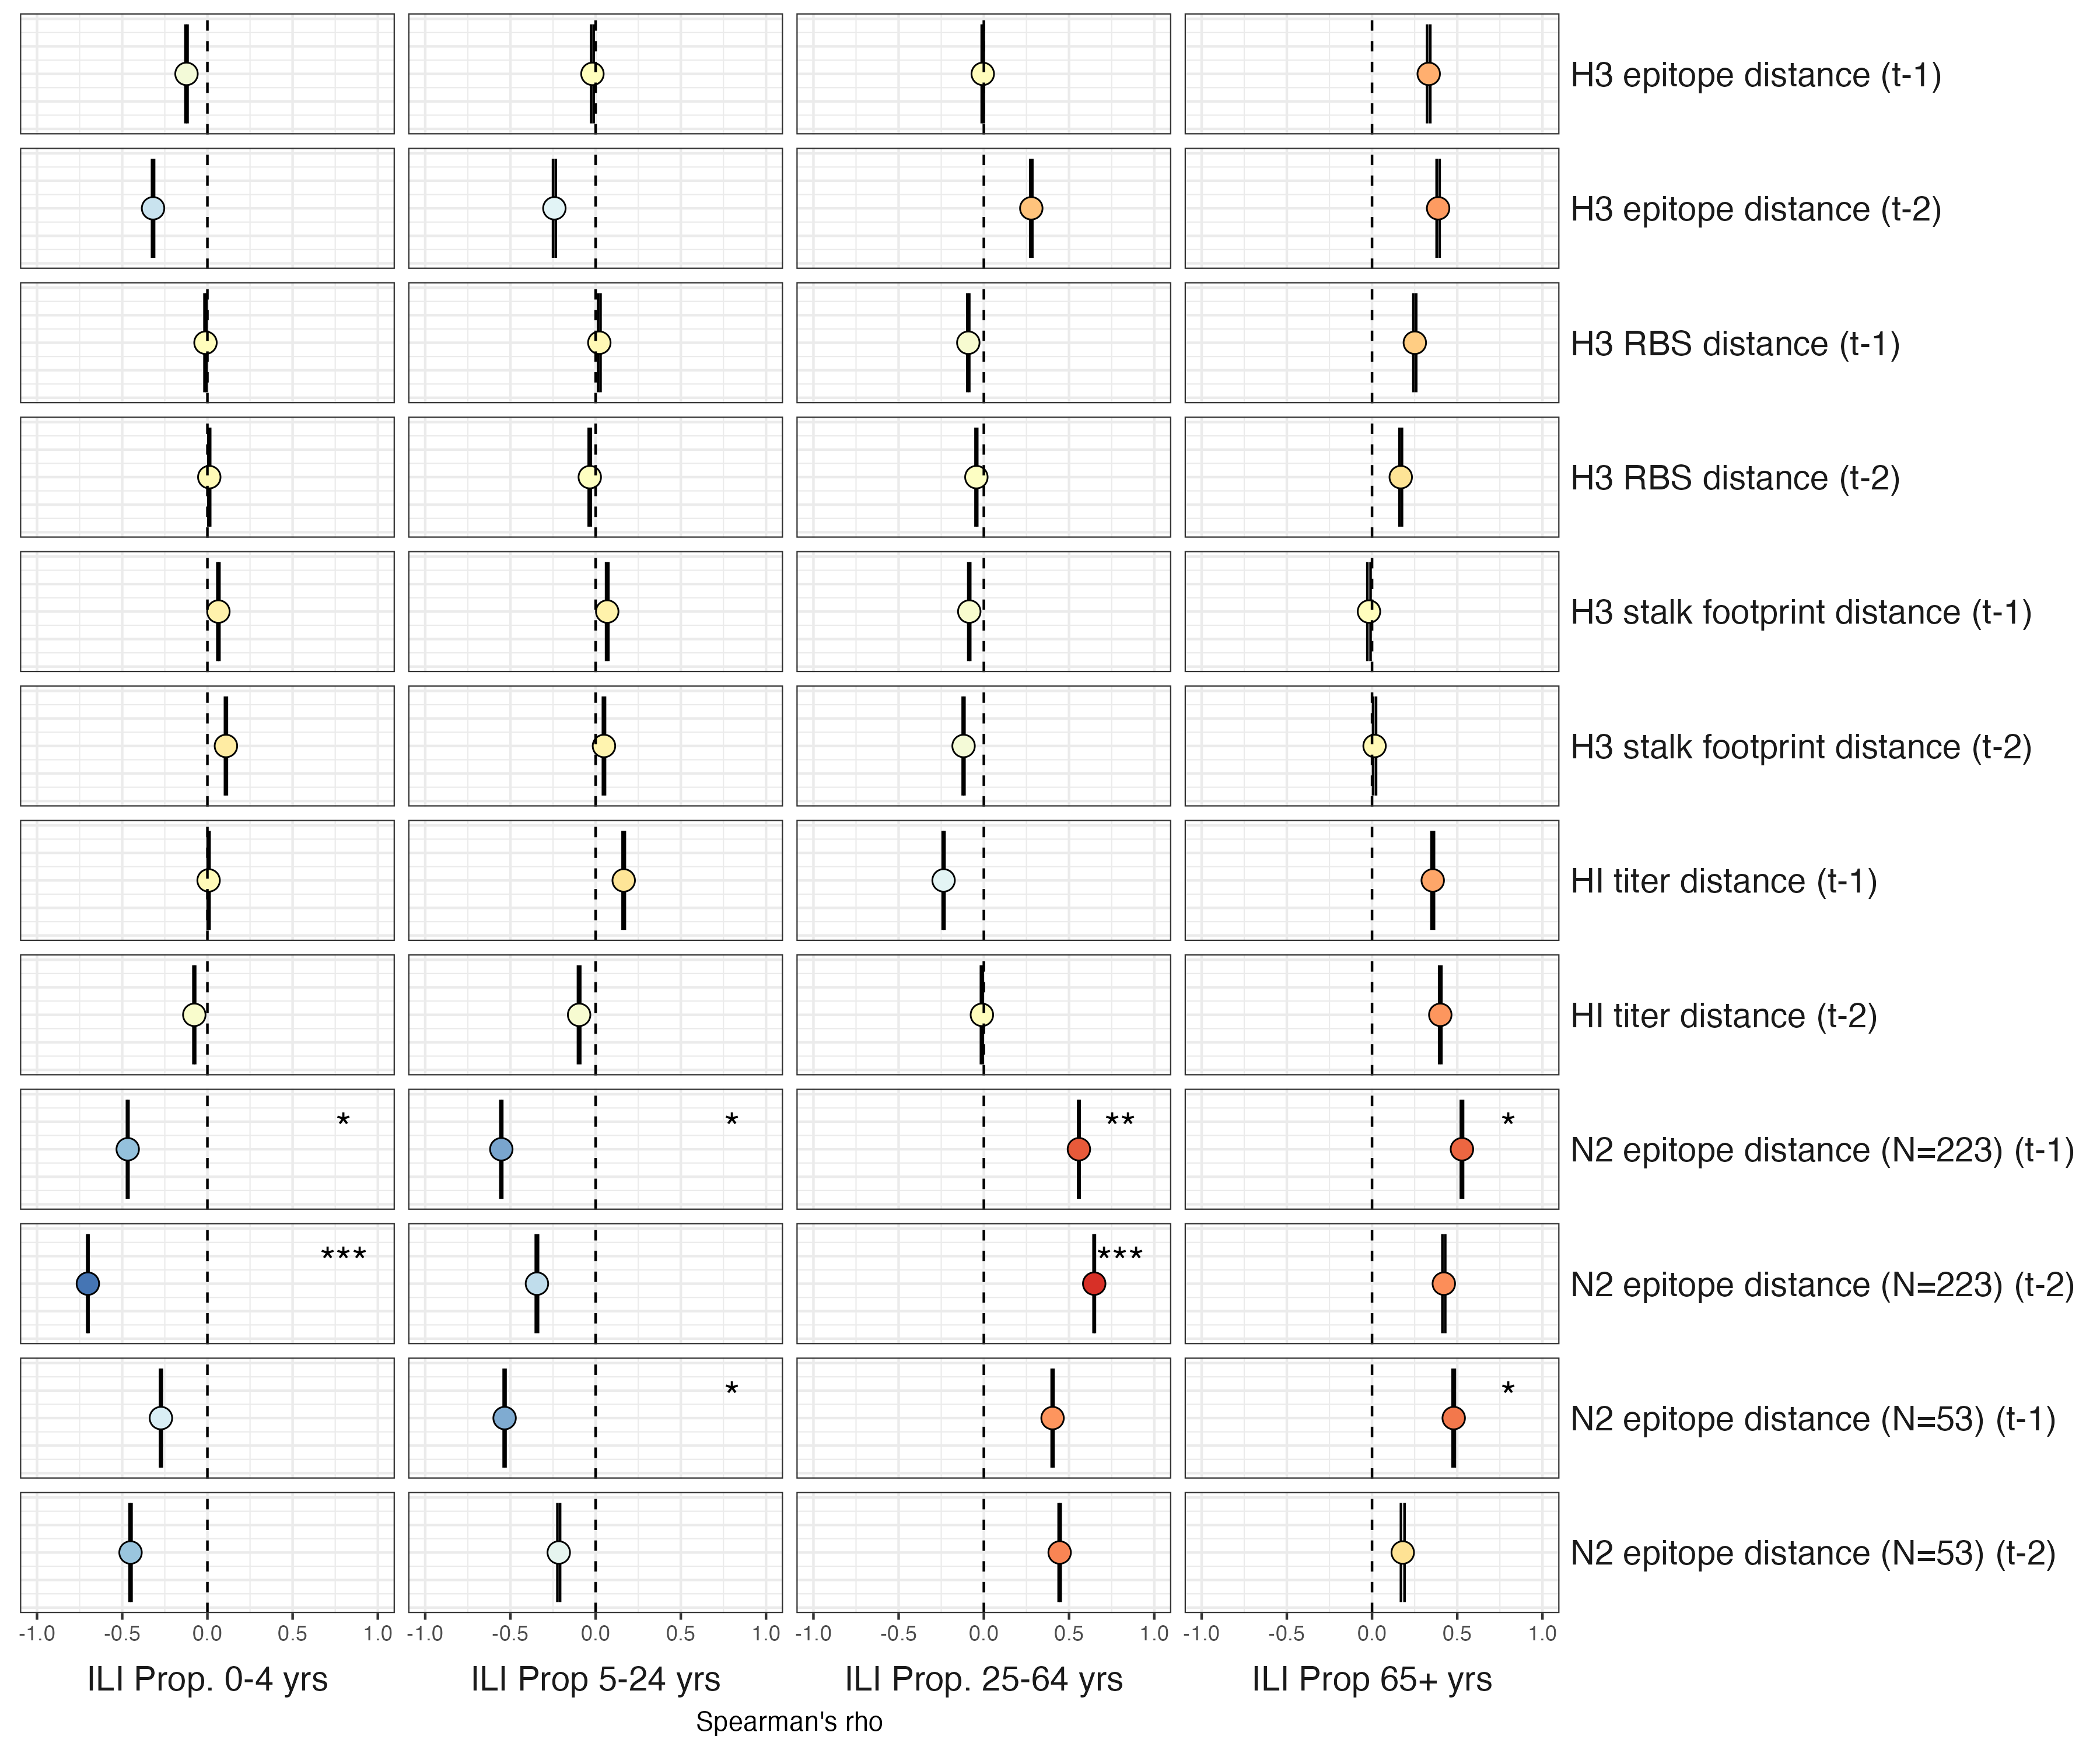 H3 epitope distance (t-1)
H3 epitope distance (t-2)
H3 RBS distance (t-1)
H3 RBS distance (t-2)
H3 stalk footprint distance (t-1)
H3 stalk footprint distance (t-2)
HI titer distance (t-1)
HI titer distance (t-2)
* * ** * N2 epitope distance (N=223) (t-1)
*** *** N2 epitope distance (N=223) (t-2)
* * N2 epitope distance (N=53) (t-1)
N2 epitope distance (N=53) (t-2)
-1.0 -0.5 0.0 0.5 1.0 -1.0 -0.5 0.0 0.5 1.0 -1.0 -0.5 0.0 0.5 1.0 -1.0 -0.5 0.0 0.5 1.0
ILI Prop. 0-4 yrs ILI Prop 5-24 yrs ILI Prop. 25-64 yrs ILI Prop 65+ yrs
Spearman's rho